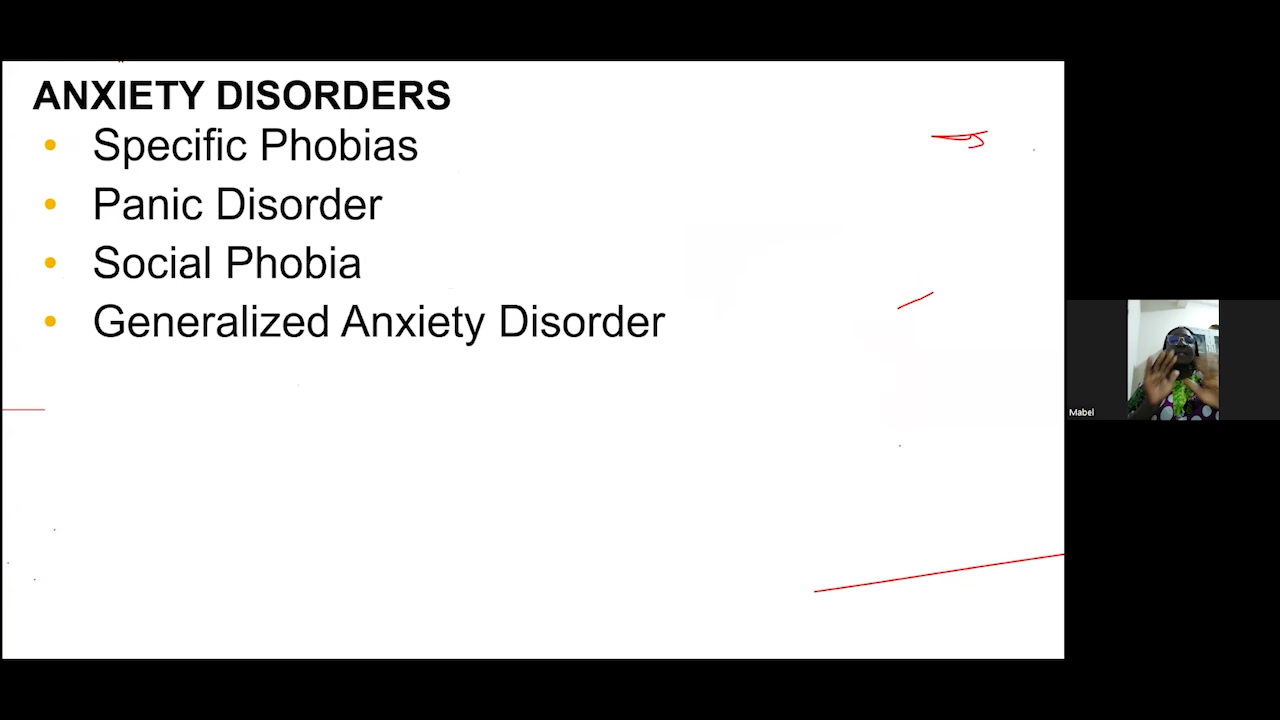 ANXIETY DISORDERS
• Specific Phobias
• Panic Disorder
• Social Phobia
• Generalized Anxiety Disorder
Mabel